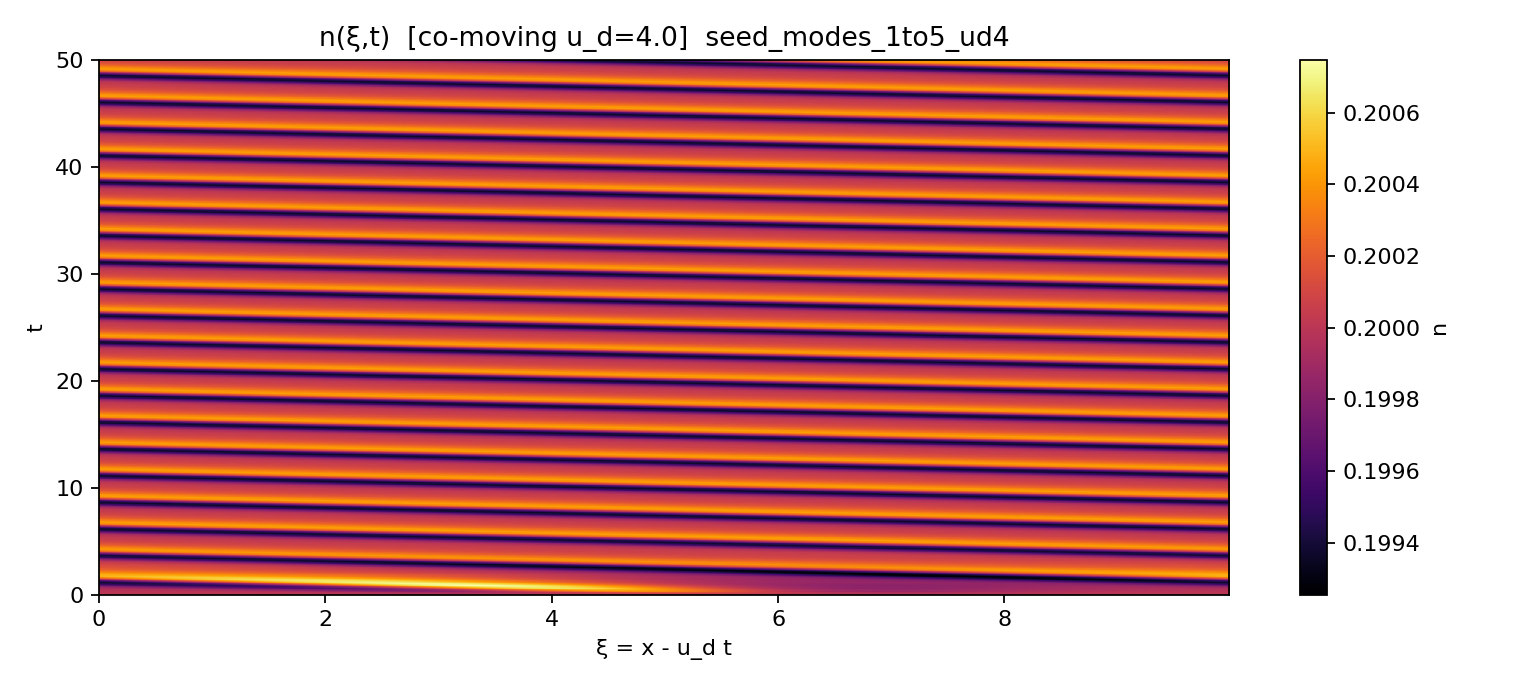 n(ξ,t)  [co-moving u_d=4.0]  seed_modes_1to5_ud4
50
40
30
20
10
0
t
0 2 4 6 8
ξ = x - u_d t
0.2006
0.2004
0.2002
0.2000
0.1998
0.1996
0.1994
n